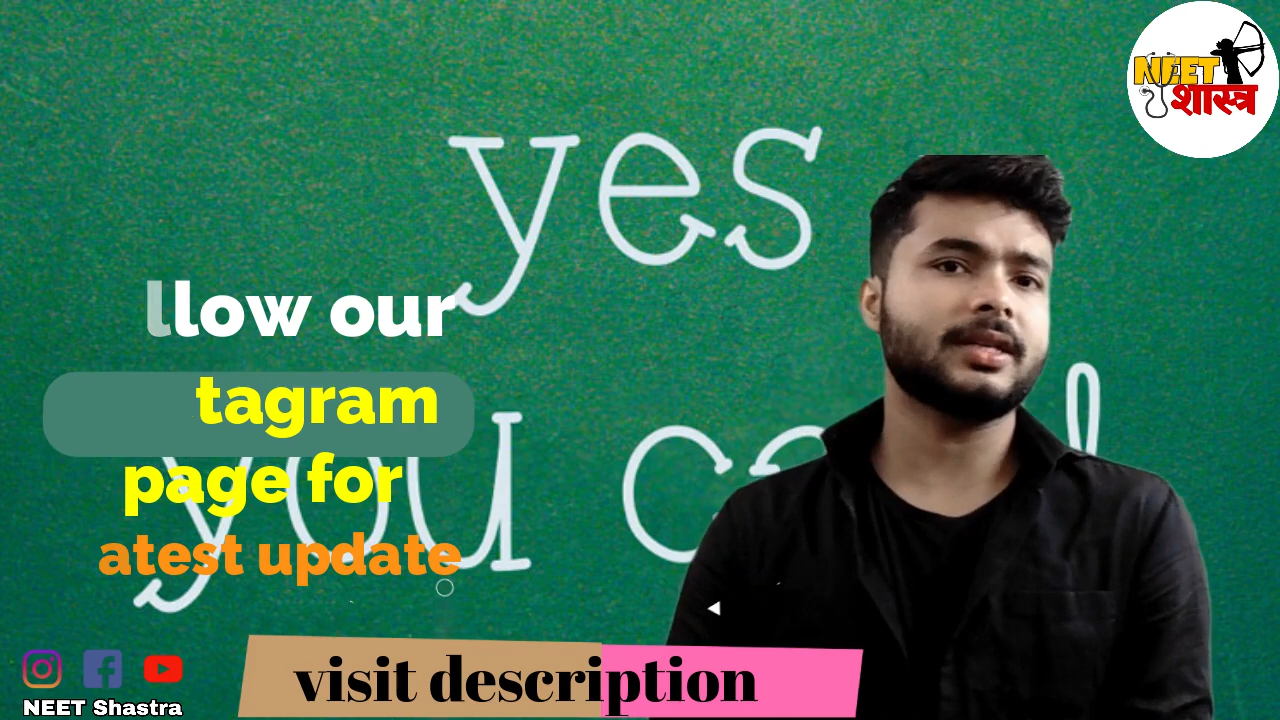 NEET
शास्त्र
yes
llow our
tagram
page for
atest update
you
visit description
NEET Shastra